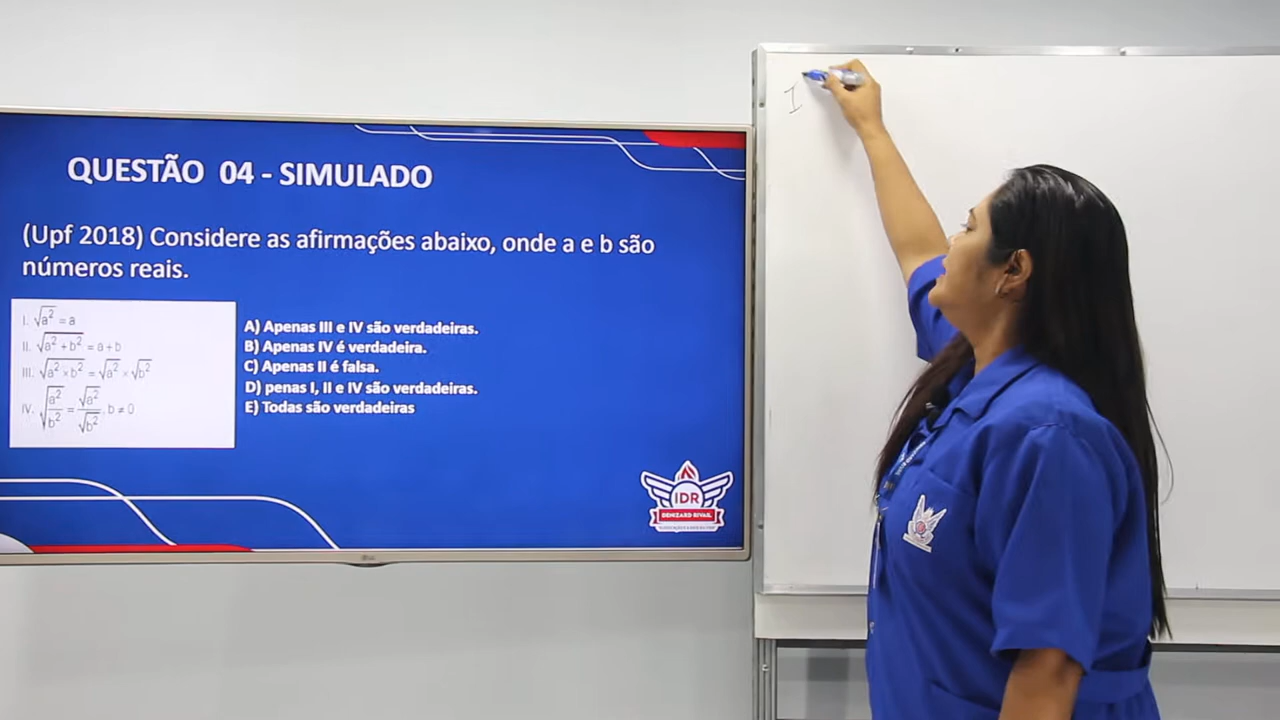 QUESTÃO 04 - SIMULADO
(Upf 2018) Considere as afirmações abaixo, onde a e b são
números reais.
I. √a² = a
II. √(a² + b²) = a + b
III. √(a² × b²) = √a² × √b²
IV. √(a²/b²) = √a²/√b², b ≠ 0
A) Apenas III e IV são verdadeiras.
B) Apenas IV é verdadeira.
C) Apenas II é falsa.
D) penas I, II e IV são verdadeiras.
E) Todas são verdadeiras
IDR
DENIZARD RIVAIL
I